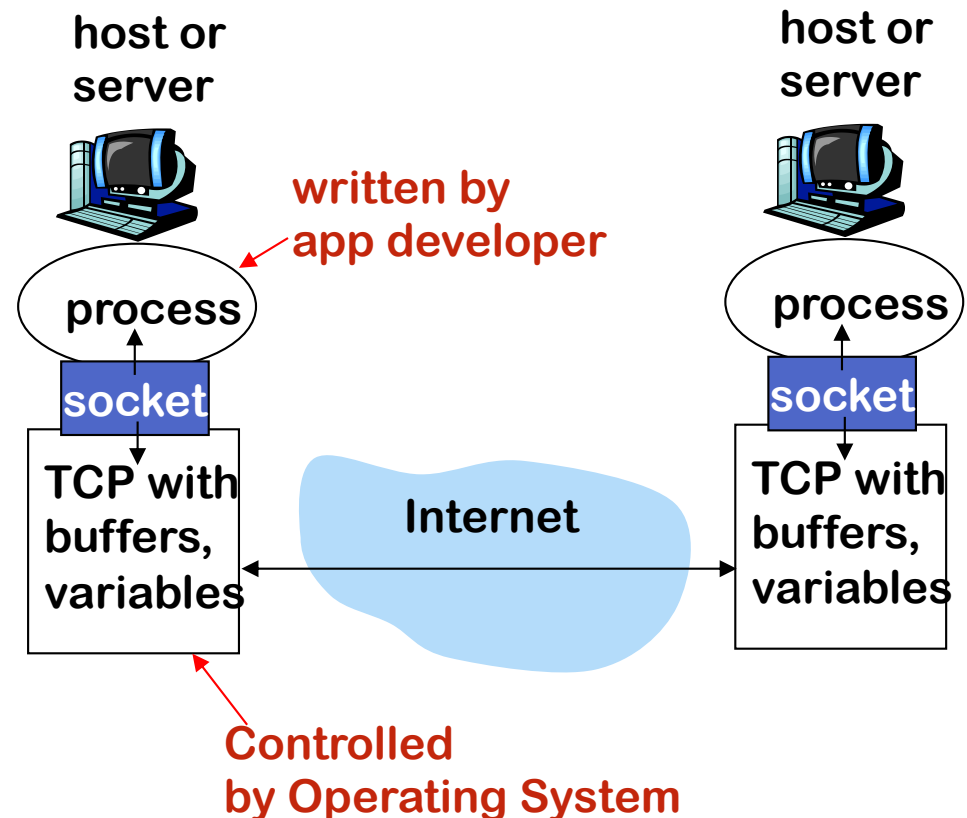 host or
server
host or
server
written by
app developer
process
process
socket
socket
TCP with
buffers,
variables
Internet
TCP with
buffers,
variables
Controlled
by Operating System